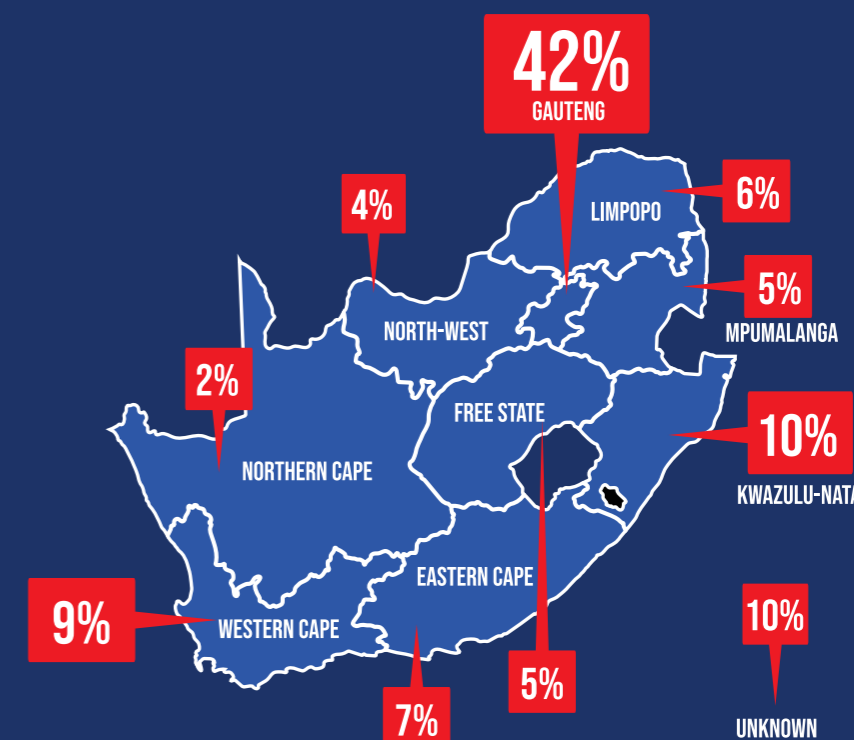 42%
GAUTENG
6%
LIMPOPO
4%
5%
MPUMALANGA
NORTH-WEST
2%
FREE STATE
10%
KWAZULU-NATA
NORTHERN CAPE
EASTERN CAPE
9%
WESTERN CAPE
10%
UNKNOWN
5%
7%